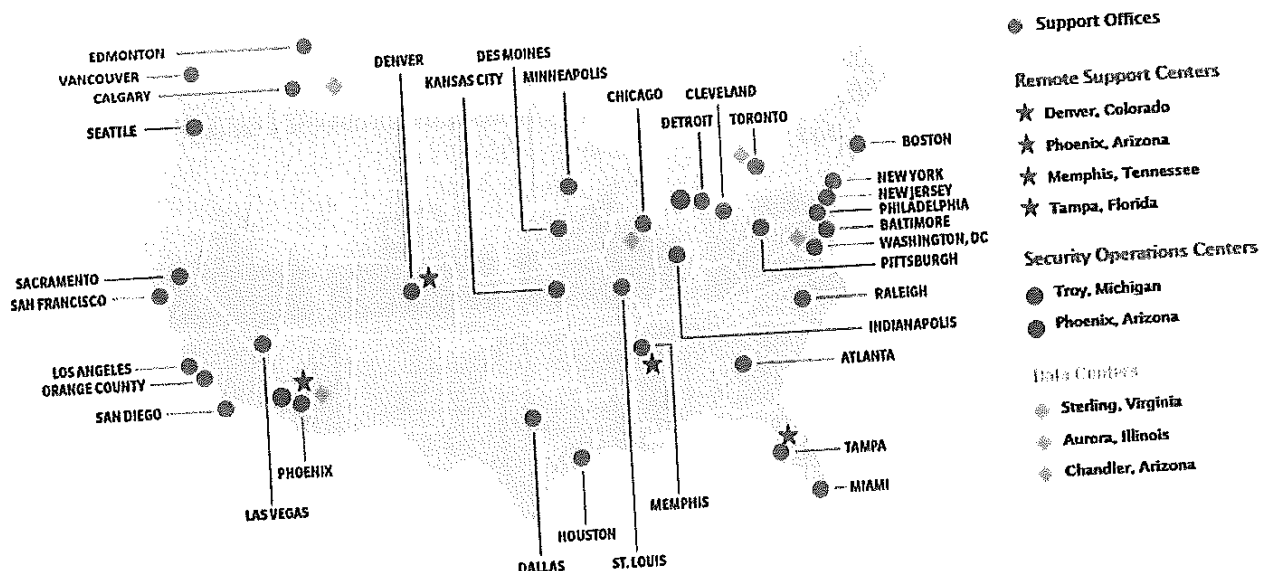 EDMONTON
VANCOUVER
CALGARY
SEATTLE
DENVER
DES MOINES
KANSAS CITY
MINNEAPOLIS
CHICAGO
CLEVELAND
DETROIT
TORONTO
BOSTON
NEW YORK
NEW JERSEY
PHILADELPHIA
BALTIMORE
WASHINGTON, DC
PITTSBURGH
SACRAMENTO
SAN FRANCISCO
RALEIGH
INDIANAPOLIS
LOS ANGELES
ORANGE COUNTY
SAN DIEGO
ATLANTA
PHOENIX
LAS VEGAS
TAMPA
MIAMI
MEMPHIS
HOUSTON
DALLAS
ST. LOUIS
Support Offices
Remote Support Centers
Denver, Colorado
Phoenix, Arizona
Memphis, Tennessee
Tampa, Florida
Security Operations Centers
Troy, Michigan
Phoenix, Arizona
Data Centers
Sterling, Virginia
Aurora, Illinois
Chandler, Arizona